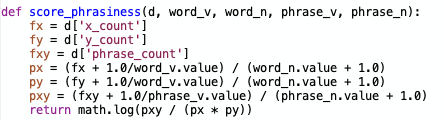 def score_phrasiness(d, word_v, word_n, phrase_v, phrase_n):
    fx = d['x_count']
    fy = d['y_count']
    fxy = d['phrase_count']
    px = (fx + 1.0/word_v.value) / (word_n.value + 1.0)
    py = (fy + 1.0/word_v.value) / (word_n.value + 1.0)
    pxy = (fxy + 1.0/phrase_v.value) / (phrase_n.value + 1.0)
    return math.log(pxy / (px * py))